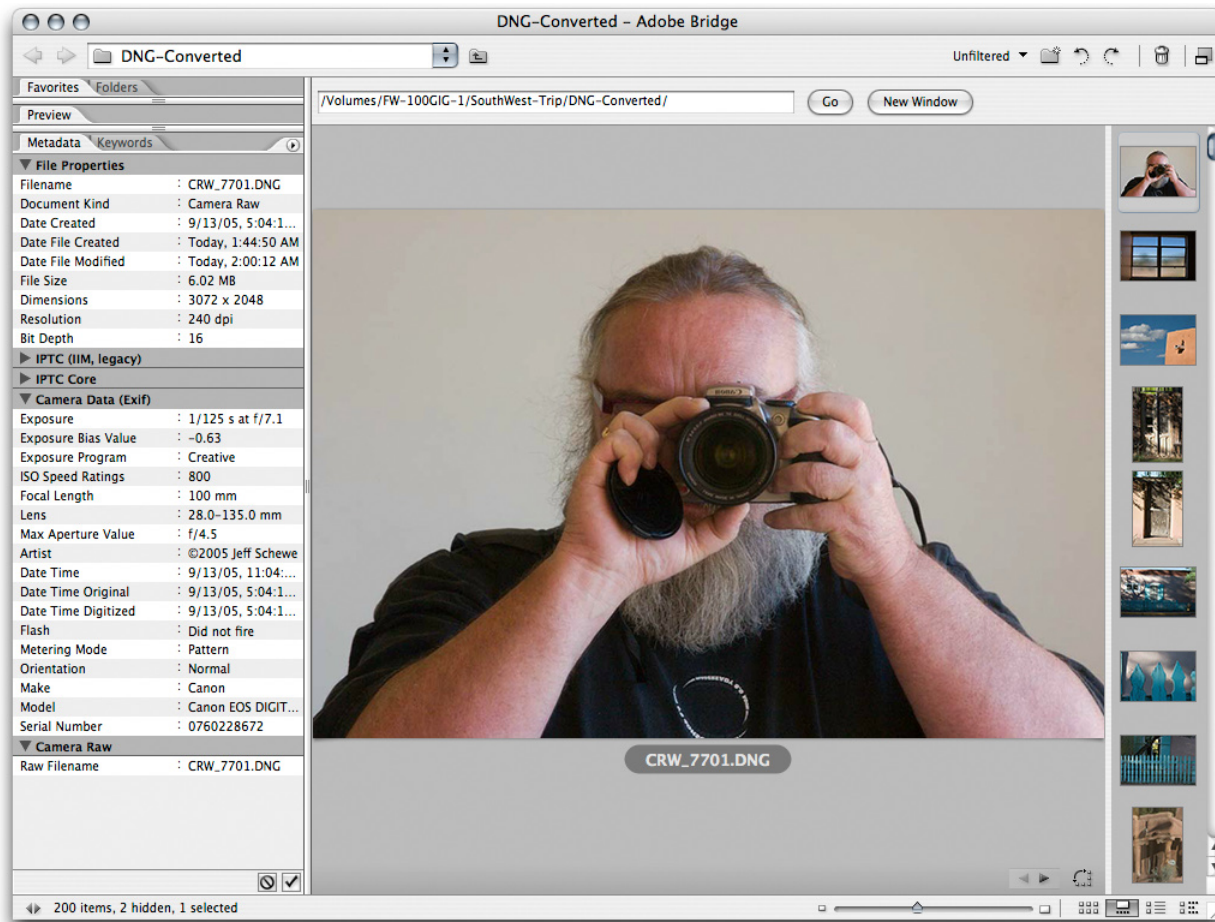 DNG-Converted – Adobe Bridge
DNG-Converted
Unfiltered
Favorites Folders
Preview
Metadata Keywords
/Volumes/FW-100GIG-1/SouthWest-Trip/DNG-Converted/
Go
New Window
File Properties
Filename : CRW_7701.DNG
Document Kind : Camera Raw
Date Created : 9/13/05, 5:04:1...
Date File Created : Today, 1:44:50 AM
Date File Modified : Today, 2:00:12 AM
File Size : 6.02 MB
Dimensions : 3072 x 2048
Resolution : 240 dpi
Bit Depth : 16
IPTC (IIM, legacy)
IPTC Core
Camera Data (Exif)
Exposure : 1/125 s at f/7.1
Exposure Bias Value : -0.63
Exposure Program : Creative
ISO Speed Ratings : 800
Focal Length : 100 mm
Lens : 28.0-135.0 mm
Max Aperture Value : f/4.5
Artist : ©2005 Jeff Schewe
Date Time : 9/13/05, 11:04:...
Date Time Original : 9/13/05, 5:04:1...
Date Time Digitized : 9/13/05, 5:04:1...
Flash : Did not fire
Metering Mode : Pattern
Orientation : Normal
Make : Canon
Model : Canon EOS DIGIT...
Serial Number : 0760228672
Camera Raw
Raw Filename : CRW_7701.DNG
CRW_7701.DNG
200 items, 2 hidden, 1 selected